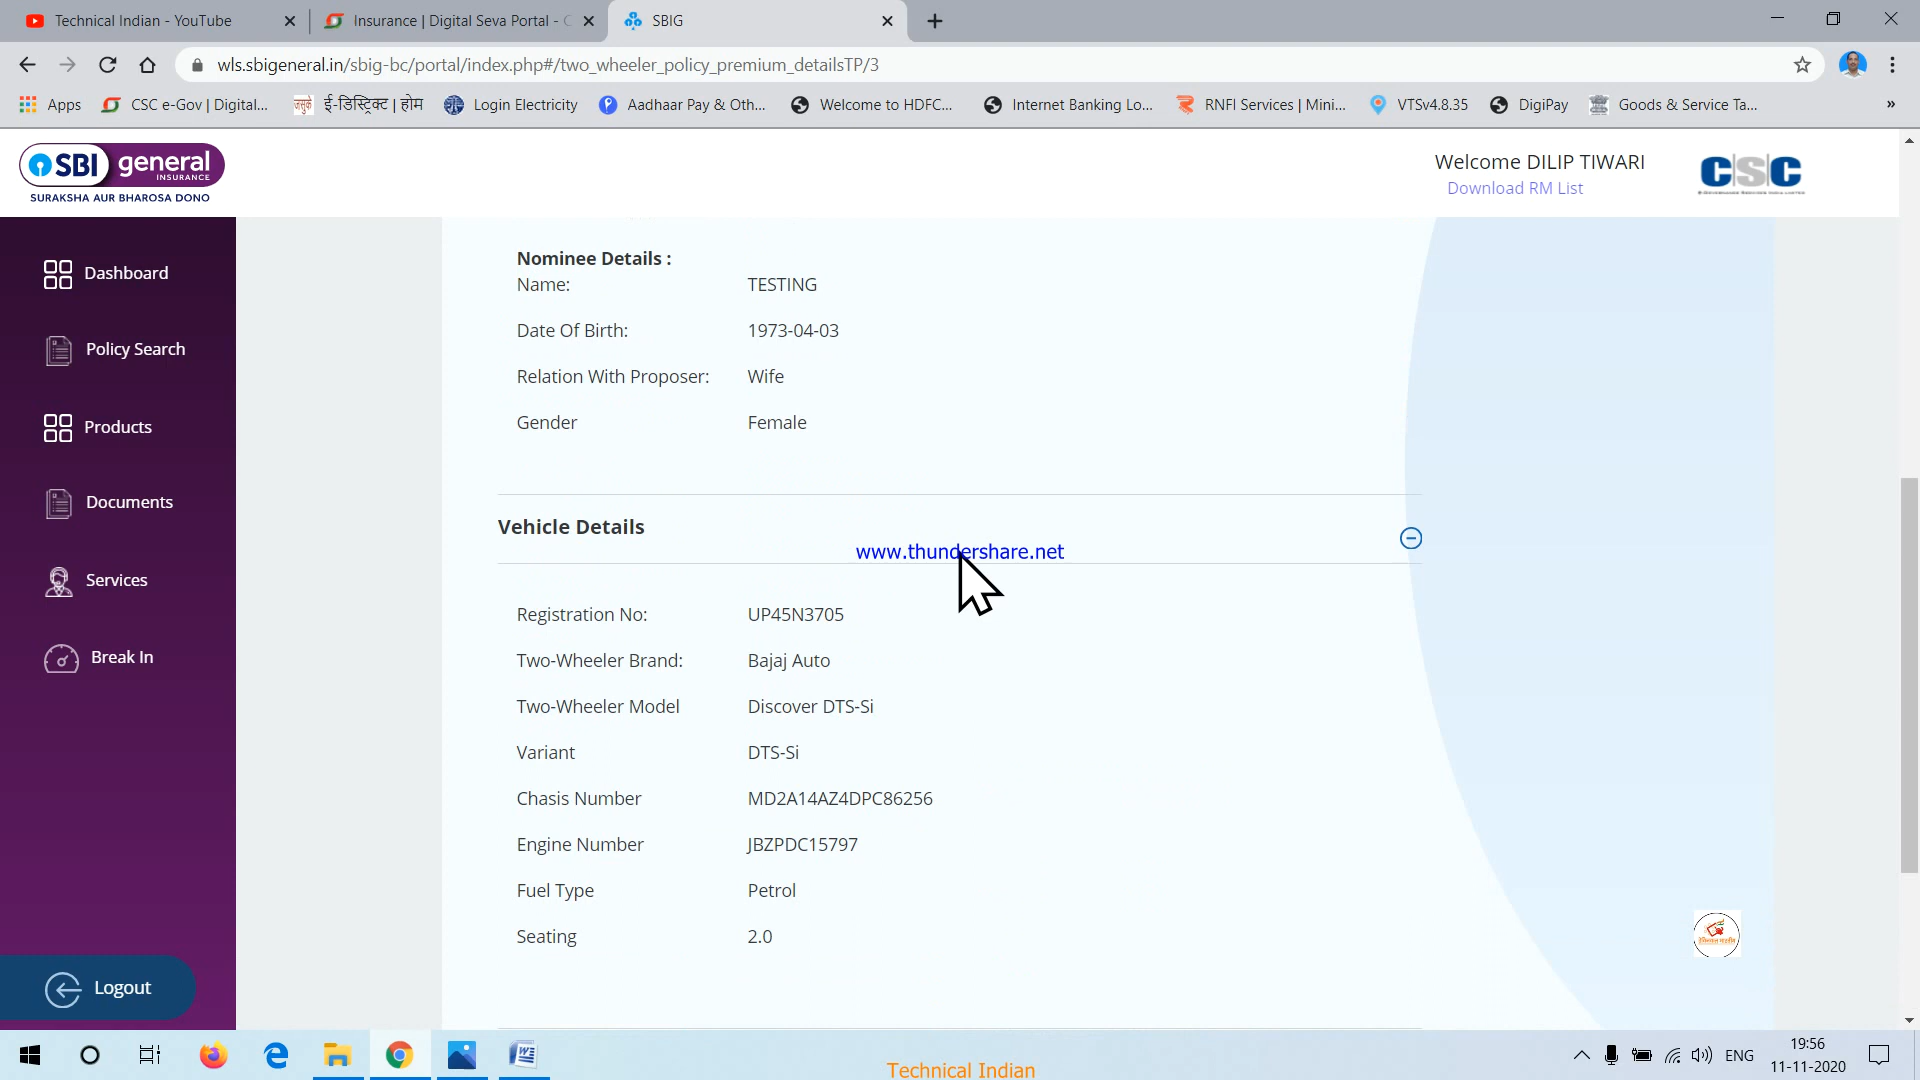 Technical Indian - YouTube
Insurance | Digital Seva Portal - C
SBIG
wls.sbigeneral.in/sbig-bc/portal/index.php#/two_wheeler_policy_premium_detailsTP/3
Apps
CSC e-Gov | Digital...
ई-डिस्ट्रिक्ट | होम
Login Electricity
Aadhaar Pay & Oth...
Welcome to HDFC...
Internet Banking Lo...
RNFI Services | Mini...
VTSv4.8.35
DigiPay
Goods & Service Ta...
»
SBI general
INSURANCE
SURAKSHA AUR BHAROSA DONO
Welcome DILIP TIWARI
Download RM List
CSC
Dashboard
Policy Search
Products
Documents
Services
Break In
Logout
Nominee Details :
Name: TESTING
Date Of Birth: 1973-04-03
Relation With Proposer: Wife
Gender Female
Vehicle Details
www.thundershare.net
Registration No: UP45N3705
Two-Wheeler Brand: Bajaj Auto
Two-Wheeler Model Discover DTS-Si
Variant DTS-Si
Chasis Number MD2A14AZ4DPC86256
Engine Number JBZPDC15797
Fuel Type Petrol
Seating 2.0
Technical Indian
ENG
19:56
11-11-2020